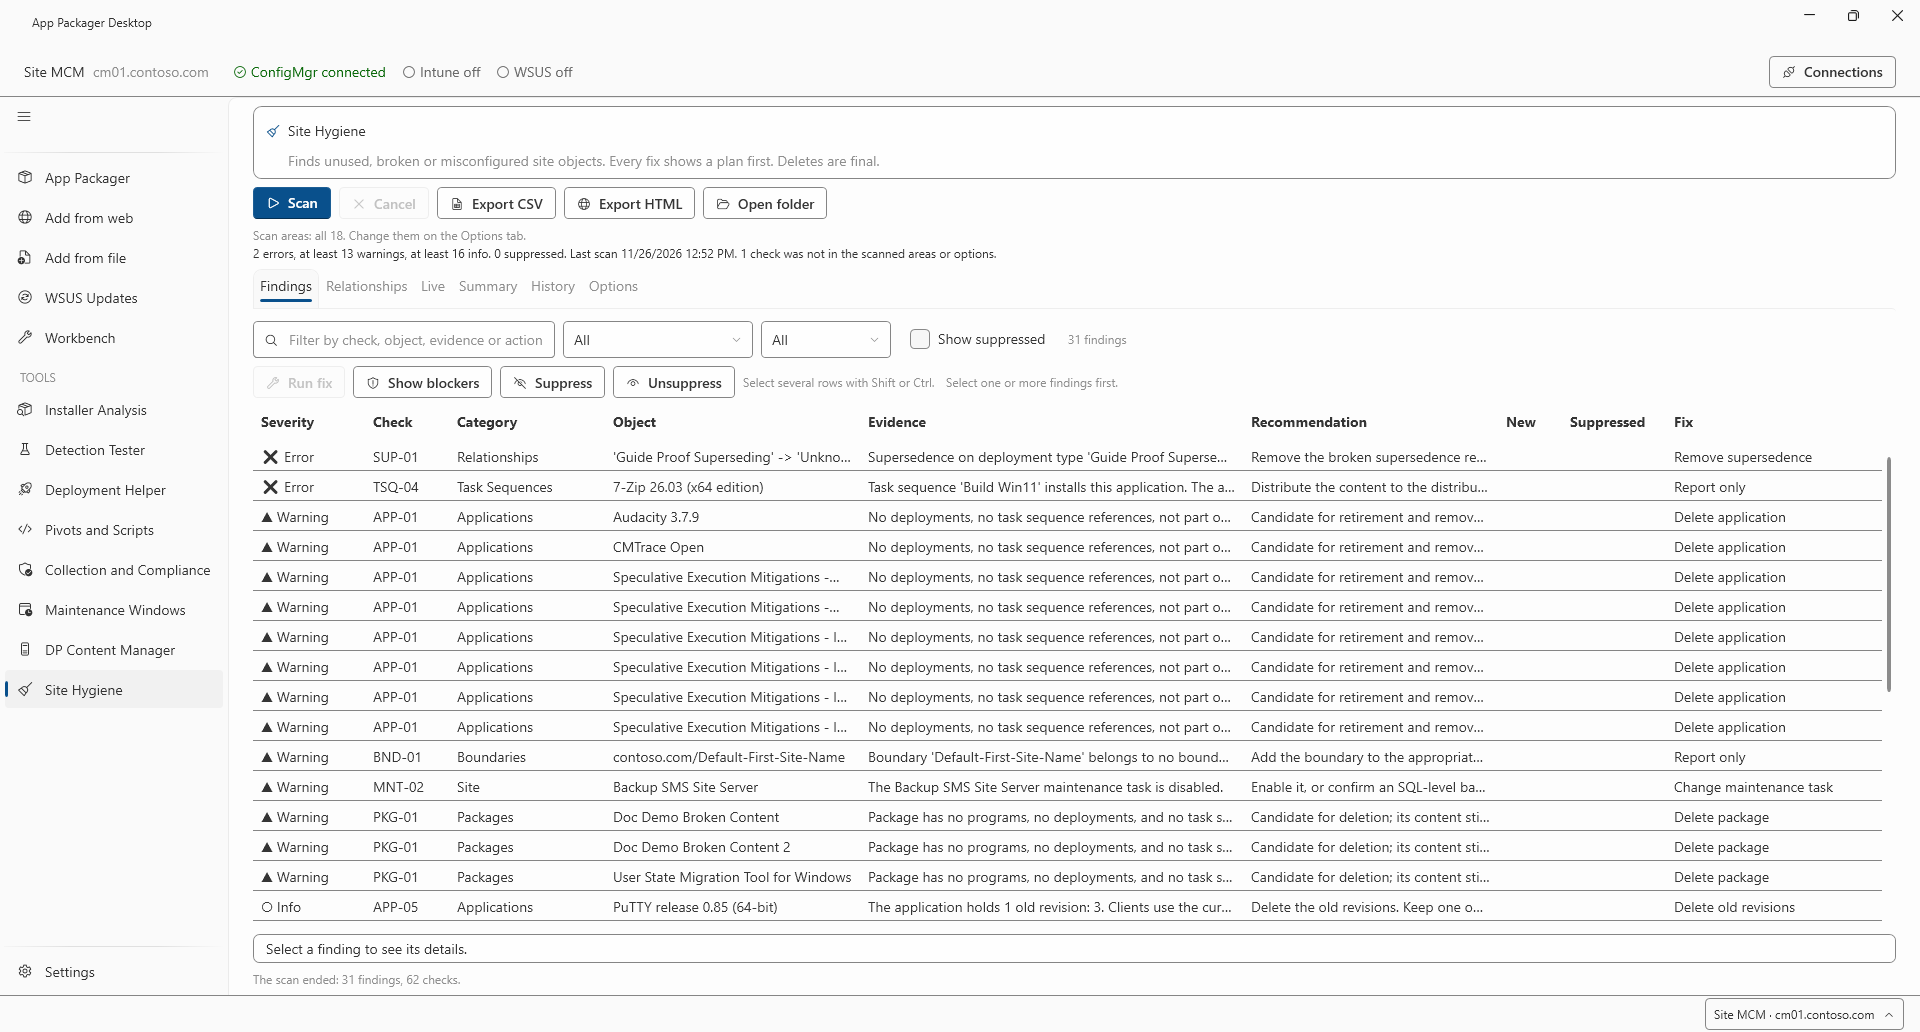 App Packager Desktop
Site MCM cm01.contoso.com ConfigMgr connected Intune off WSUS off Connections
Site Hygiene
Finds unused, broken or misconfigured site objects. Every fix shows a plan first. Deletes are final.
App Packager
Add from web
Add from file
WSUS Updates
Workbench
TOOLS
Installer Analysis
Detection Tester
Deployment Helper
Pivots and Scripts
Collection and Compliance
Maintenance Windows
DP Content Manager
Site Hygiene
Settings
Scan Cancel Export CSV Export HTML Open folder
Scan areas: all 18. Change them on the Options tab.
2 errors, at least 13 warnings, at least 16 info. 0 suppressed. Last scan 11/26/2026 12:52 PM. 1 check was not in the scanned areas or options.
Findings Relationships Live Summary History Options
Filter by check, object, evidence or action All All Show suppressed 31 findings
Run fix Show blockers Suppress Unsuppress Select several rows with Shift or Ctrl. Select one or more findings first.
Severity Check Category Object Evidence Recommendation New Suppressed Fix
Error SUP-01 Relationships 'Guide Proof Superseding' -> 'Unkno... Supersedence on deployment type 'Guide Proof Superse... Remove the broken supersedence re... Remove supersedence
Error TSQ-04 Task Sequences 7-Zip 26.03 (x64 edition) Task sequence 'Build Win11' installs this application. The a... Distribute the content to the distribu... Report only
Warning APP-01 Applications Audacity 3.7.9 No deployments, no task sequence references, not part o... Candidate for retirement and remov... Delete application
Warning APP-01 Applications CMTrace Open No deployments, no task sequence references, not part o... Candidate for retirement and remov... Delete application
Warning APP-01 Applications Speculative Execution Mitigations -... No deployments, no task sequence references, not part o... Candidate for retirement and remov... Delete application
Warning APP-01 Applications Speculative Execution Mitigations -... No deployments, no task sequence references, not part o... Candidate for retirement and remov... Delete application
Warning APP-01 Applications Speculative Execution Mitigations - I... No deployments, no task sequence references, not part o... Candidate for retirement and remov... Delete application
Warning APP-01 Applications Speculative Execution Mitigations - I... No deployments, no task sequence references, not part o... Candidate for retirement and remov... Delete application
Warning APP-01 Applications Speculative Execution Mitigations - I... No deployments, no task sequence references, not part o... Candidate for retirement and remov... Delete application
Warning APP-01 Applications Speculative Execution Mitigations - I... No deployments, no task sequence references, not part o... Candidate for retirement and remov... Delete application
Warning BND-01 Boundaries contoso.com/Default-First-Site-Name Boundary 'Default-First-Site-Name' belongs to no bound... Add the boundary to the appropriat... Report only
Warning MNT-02 Site Backup SMS Site Server The Backup SMS Site Server maintenance task is disabled. Enable it, or confirm an SQL-level ba... Change maintenance task
Warning PKG-01 Packages Doc Demo Broken Content Package has no programs, no deployments, and no task s... Candidate for deletion; its content sti... Delete package
Warning PKG-01 Packages Doc Demo Broken Content 2 Package has no programs, no deployments, and no task s... Candidate for deletion; its content sti... Delete package
Warning PKG-01 Packages User State Migration Tool for Windows Package has no programs, no deployments, and no task s... Candidate for deletion; its content sti... Delete package
Info APP-05 Applications PuTTY release 0.85 (64-bit) The application holds 1 old revision: 3. Clients use the cur... Delete the old revisions. Keep one o... Delete old revisions
Select a finding to see its details.
The scan ended: 31 findings, 62 checks.
Site MCM · cm01.contoso.com